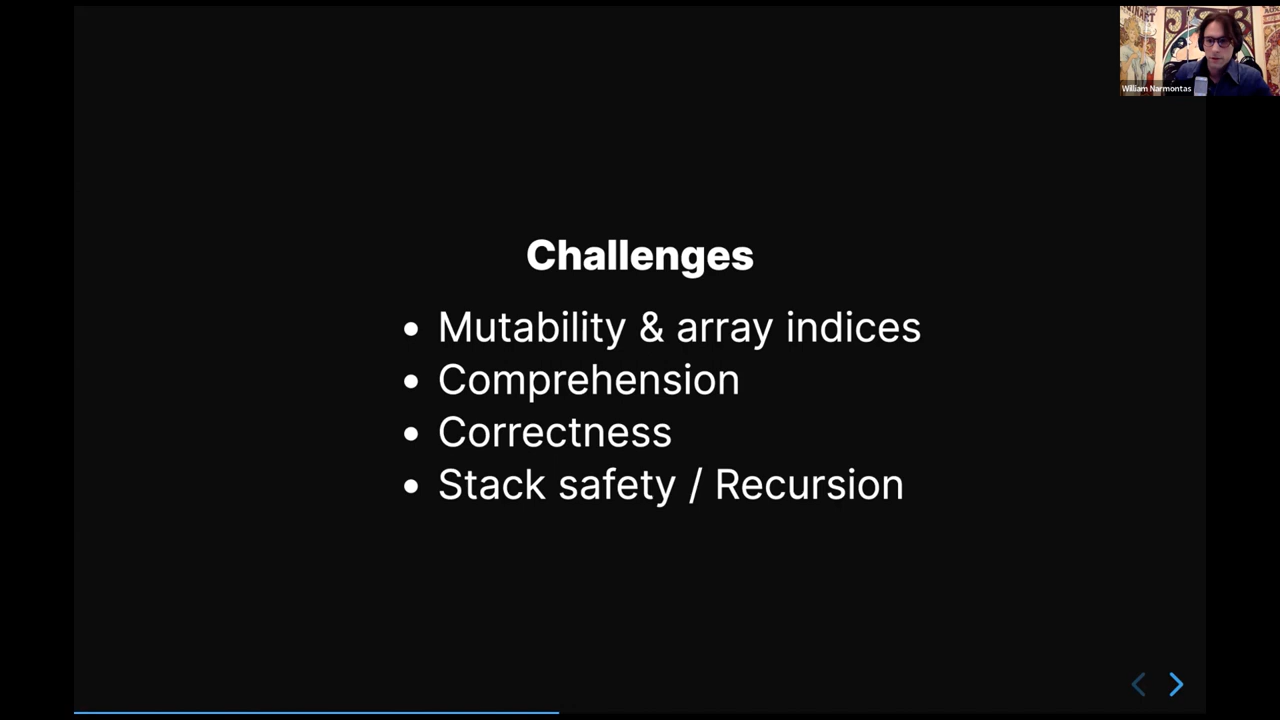 Challenges
• Mutability & array indices
• Comprehension
• Correctness
• Stack safety / Recursion
William Narmontas